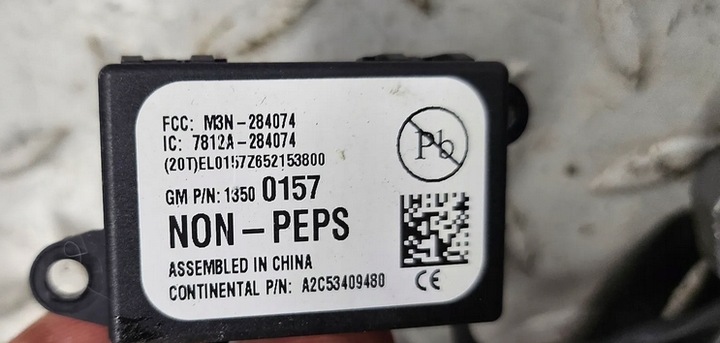 FCC: M3N-284074
IC: 7812A-284074
(20T)EL0157Z652153800
Pb
GM P/N: 1350 0157
NON-PEPS
ASSEMBLED IN CHINA
CONTINENTAL P/N: A2C53409480
CE